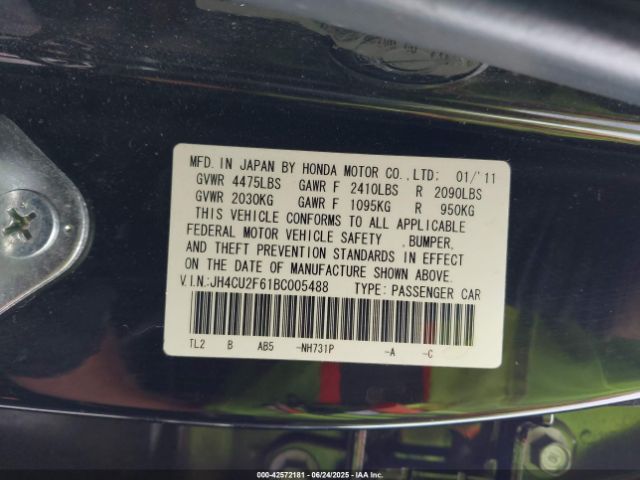 MFD. IN JAPAN BY HONDA MOTOR CO.,LTD: 01/'11
GVWR 4475LBS GAWR F 2410LBS R 2090LBS
GVWR 2030KG GAWR F 1095KG R 950KG
THIS VEHICLE CONFORMS TO ALL APPLICABLE
FEDERAL MOTOR VEHICLE SAFETY ,BUMPER,
AND THEFT PREVENTION STANDARDS IN EFFECT
ON THE DATE OF MANUFACTURE SHOWN ABOVE.
V.I.N.:JH4CU2F61BC005488 TYPE: PASSENGER CAR
TL2 B AB5 -NH731P -A -C
000-42572181 - 06/24/2025 - IAA Inc.